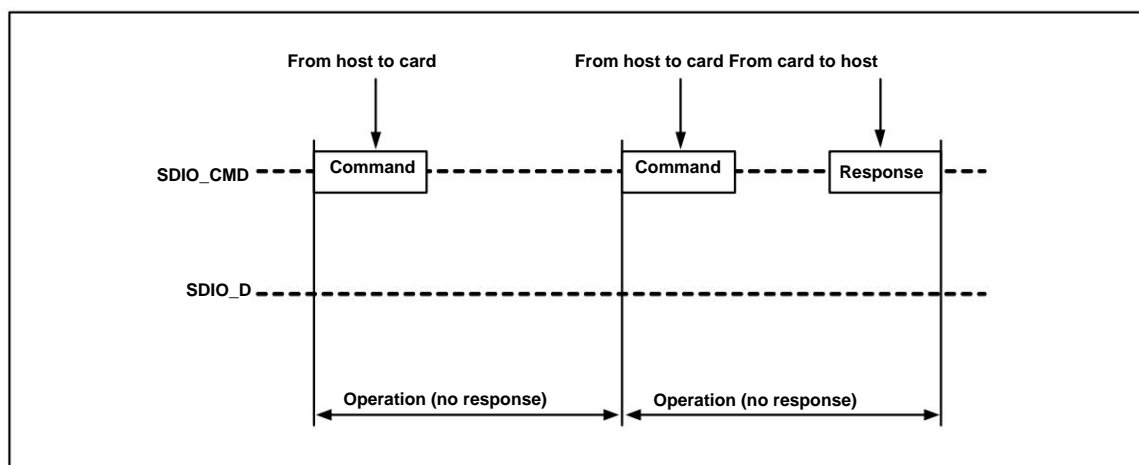 From host to card
From host to card From card to host
SDIO_CMD
Command
Command
Response
SDIO_D
Operation (no response)
Operation (no response)